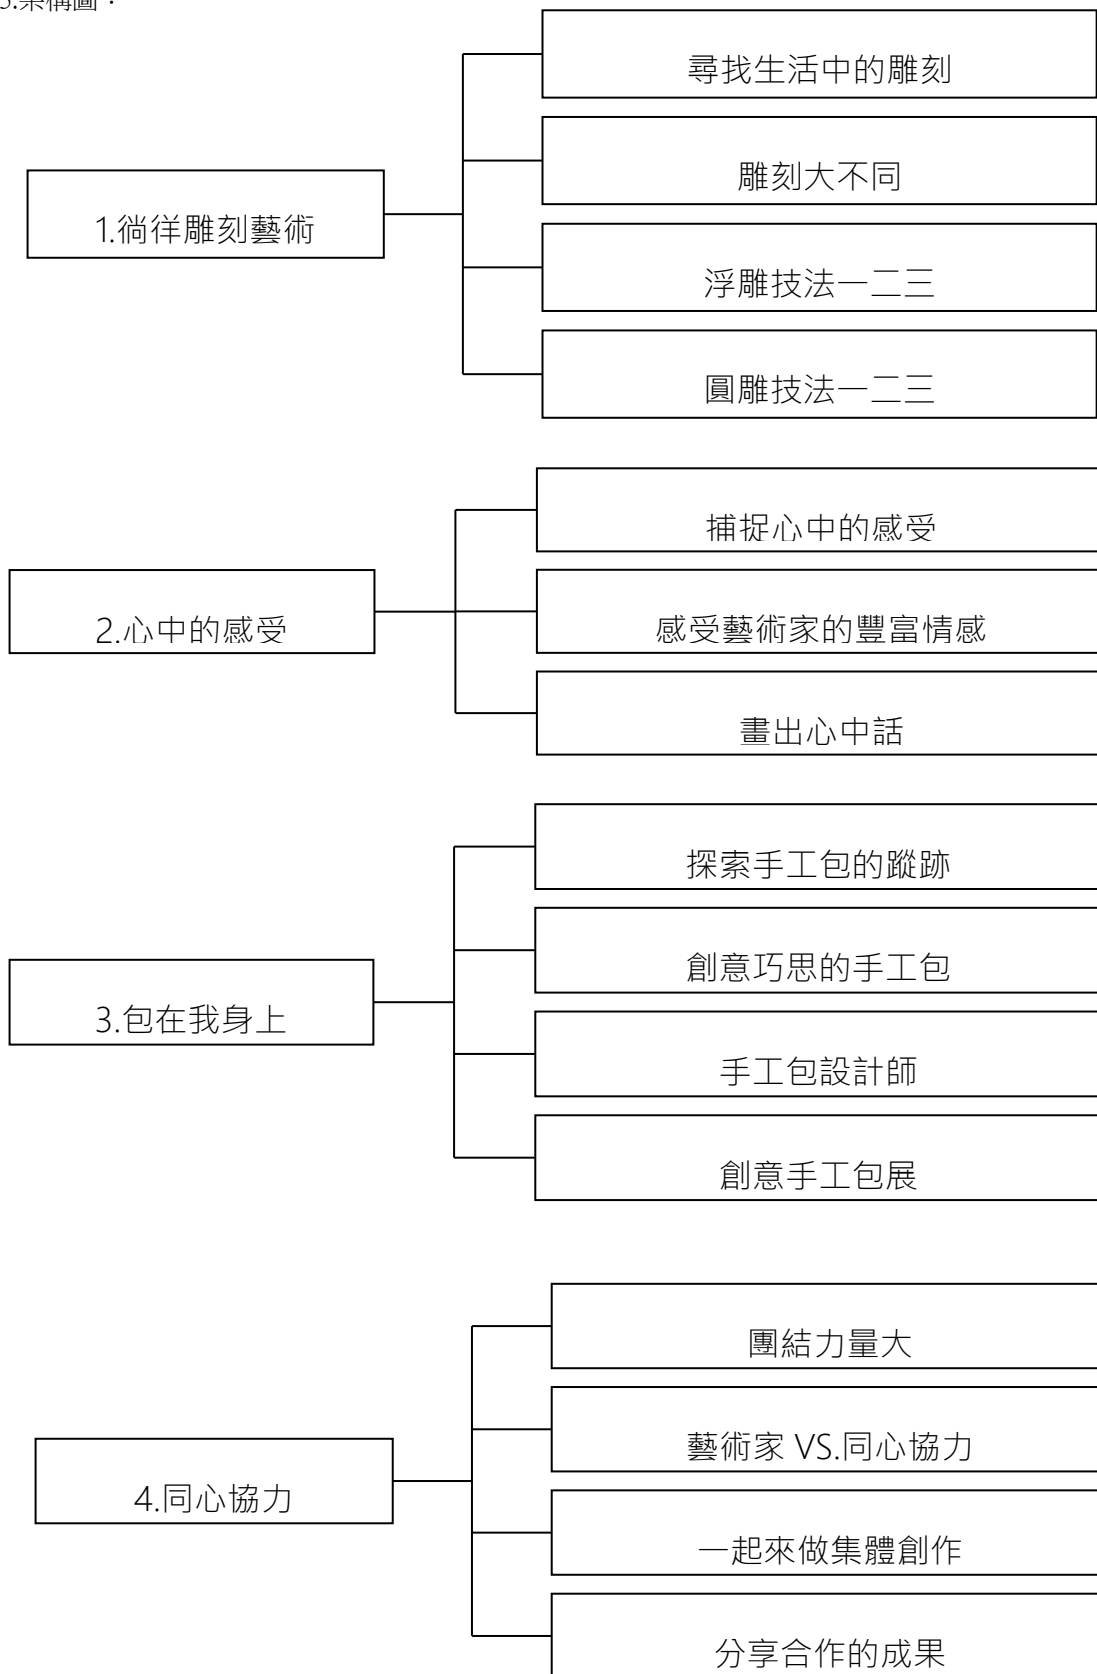 5.架構圖：
1.徜徉雕刻藝術
尋找生活中的雕刻
雕刻大不同
浮雕技法一二三
圓雕技法一二三
2.心中的感受
捕捉心中的感受
感受藝術家的豐富情感
畫出心中話
3.包在我身上
探索手工包的蹤跡
創意巧思的手工包
手工包設計師
創意手工包展
4.同心協力
團結力量大
藝術家 VS.同心協力
一起來做集體創作
分享合作的成果